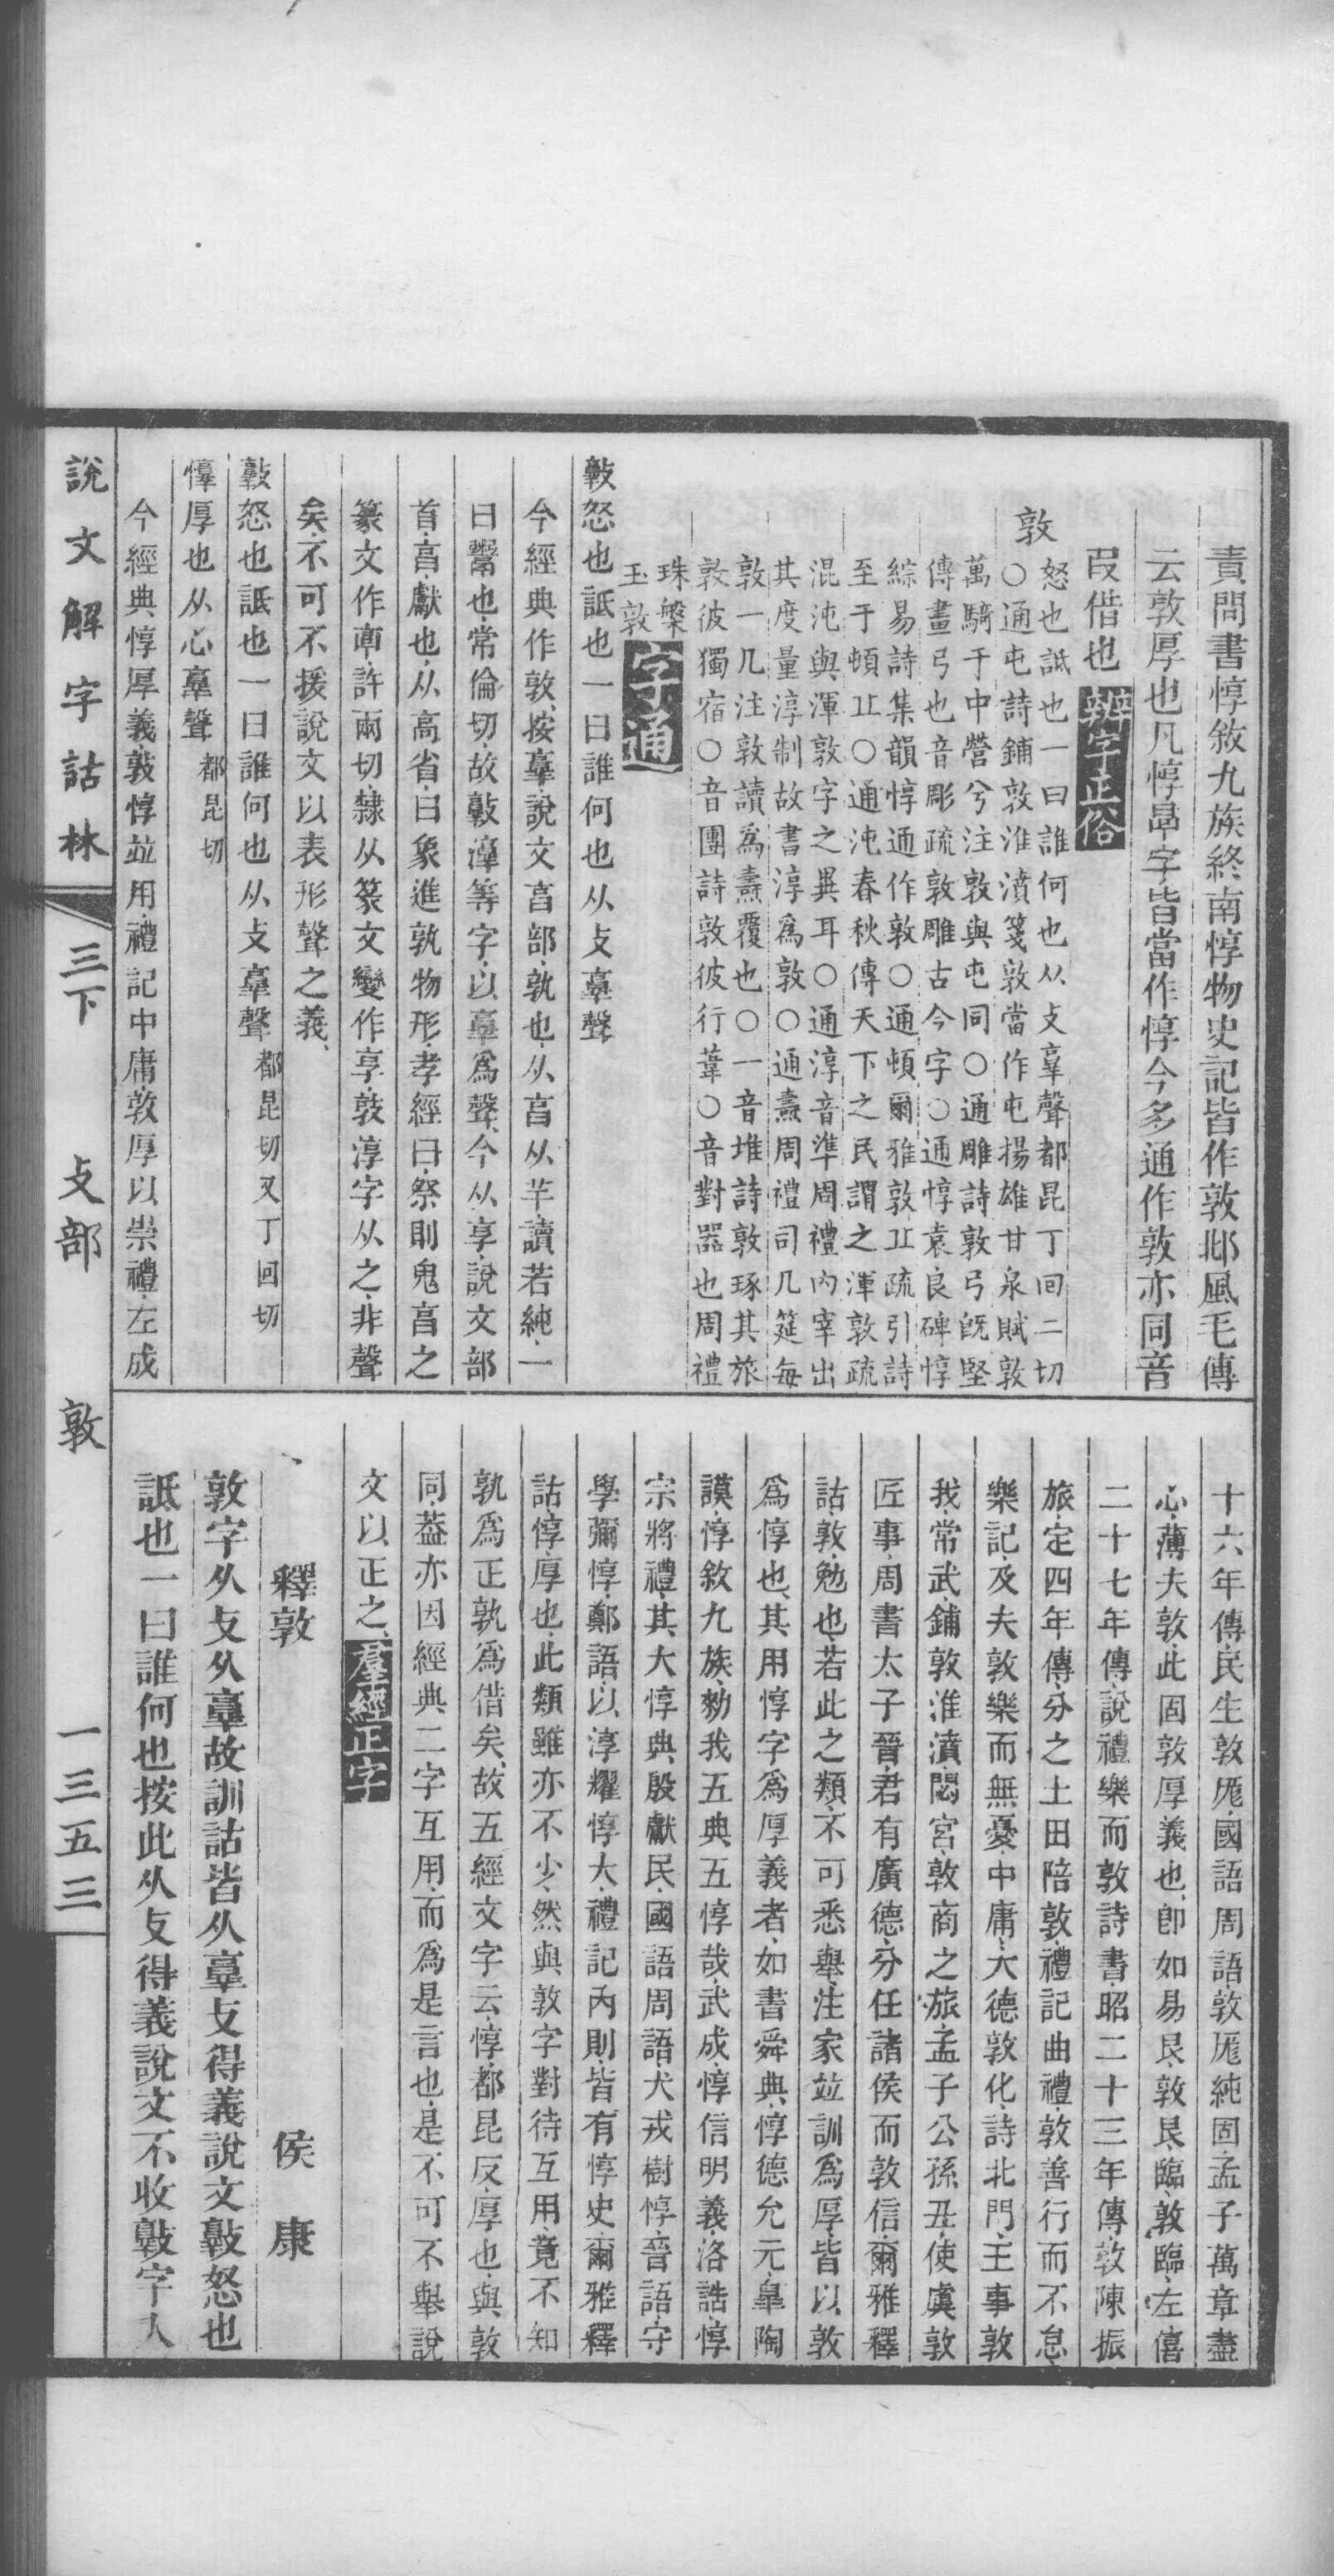 責問書惇敘九族終南惇物史記皆作敦邶風毛傳
云敦厚也凡惇𦎫字皆當作惇今多通作敦亦同音
叚借也辨字正俗
敦
怒也詆也一曰誰何也从攴𦎫聲都昆丁回二切
○通屯詩鋪敦淮濆箋敦當作屯揚雄甘泉賦敦
萬騎于中營兮注敦與屯同○通雕詩敦弓旣堅
傳畫弓也音彫疏敦雕古今字○通惇袁良碑惇
綜易詩集韻惇通作敦○通頓爾雅敦丘疏引詩
至于頓丘○通沌春秋傳天下之民謂之渾敦疏
混沌與渾敦字之異耳○通淳音準周禮內宰出
其度量淳制故書淳爲敦○通燾周禮司几筵每
敦一几注敦讀爲燾覆也○一音堆詩敦琢其旅
敦彼獨宿○音團詩敦彼行葦○音對器也周禮
珠槃
玉敦字通
𢾭怒也詆也一曰誰何也从攴𦎫聲
今經典作敦按𦎫說文亯部孰也从亯从羊讀若純一
曰鬻也常倫切故𢾭𣹢等字以𦎫爲聲今从享說文部
首亯獻也从高省曰象進孰物形孝經曰祭則鬼亯之
篆文作𠅠許兩切隸从篆文變作享敦淳字从之非聲
矣不可不援說文以表形聲之義
𢾭怒也詆也一曰誰何也从攴𦎫聲都昆切又丁回切
惇厚也从心𦎫聲都昆切
今經典惇厚義敦惇竝用禮記中庸敦厚以崇禮左成
十六年傳民生敦厖國語周語敦厖純固孟子萬章盡
心薄夫敦此固敦厚義也卽如易艮敦艮臨敦臨左僖
二十七年傳說禮樂而敦詩書昭二十三年傳敦陳振
旅定四年傳分之土田陪敦禮記曲禮敦善行而不怠
樂記及夫敦樂而無憂中庸大德敦化詩北門王事敦
我常武鋪敦淮濆閟宮敦商之旅孟子公孫丑使虞敦
匠事周書太子晉君有廣德分任諸侯而敦信爾雅釋
詁敦勉也若此之類不可悉舉注家竝訓爲厚皆以敦
爲惇也其用惇字爲厚義者如書舜典惇德允元皐陶
謨惇敘九族勑我五典五惇哉武成惇信明義洛誥惇
宗將禮其大惇典殷獻民國語周語犬戎樹惇晉語守
學彌惇鄭語以淳耀惇大禮記內則皆有惇史爾雅釋
詁惇厚也此類雖亦不少然與敦字對待互用竟不知
孰爲正孰爲借矣故五經文字云惇都昆反厚也與敦
同葢亦因經典二字互用而爲是言也是不可不舉說
文以正之羣經正字
釋敦　侯康
敦字从攴从𦎫故訓詁皆从𦎫攴得義說文𢾭怒也
詆也一曰誰何也按此从攴得義說文不收𢾭字人
說文解字詁林　三下　攴部　敦　一三五三